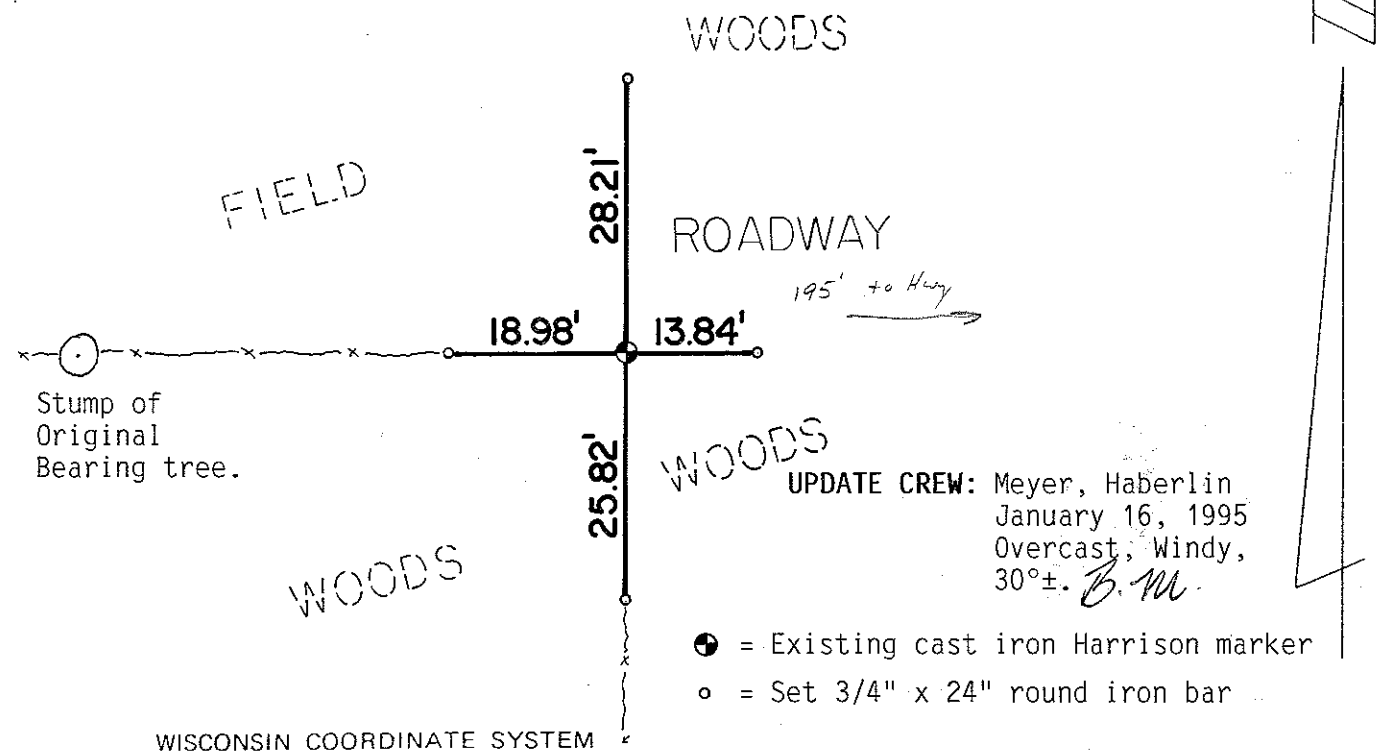 WOODS
FIELD
28.21'
ROADWAY
195' to Hwy
18.98' 13.84'
Stump of
Original
Bearing tree.
25.82'
WOODS
WOODS
UPDATE CREW: Meyer, Haberlin
January 16, 1995
Overcast, Windy,
30°±. B.M.
= Existing cast iron Harrison marker
= Set 3/4" x 24" round iron bar
WISCONSIN COORDINATE SYSTEM